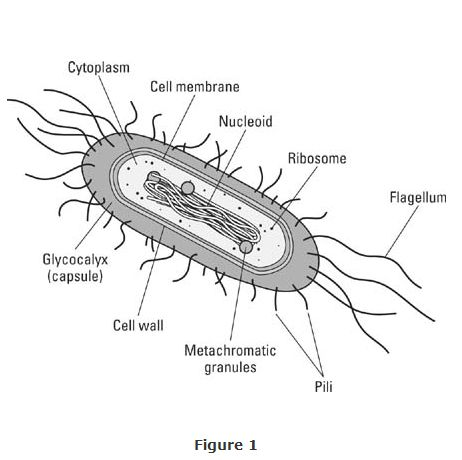 Cytoplasm
Cell membrane
Nucleoid
Ribosome
Flagellum
Glycocalyx
(capsule)
Cell wall
Metachromatic
granules
Pili
Figure 1